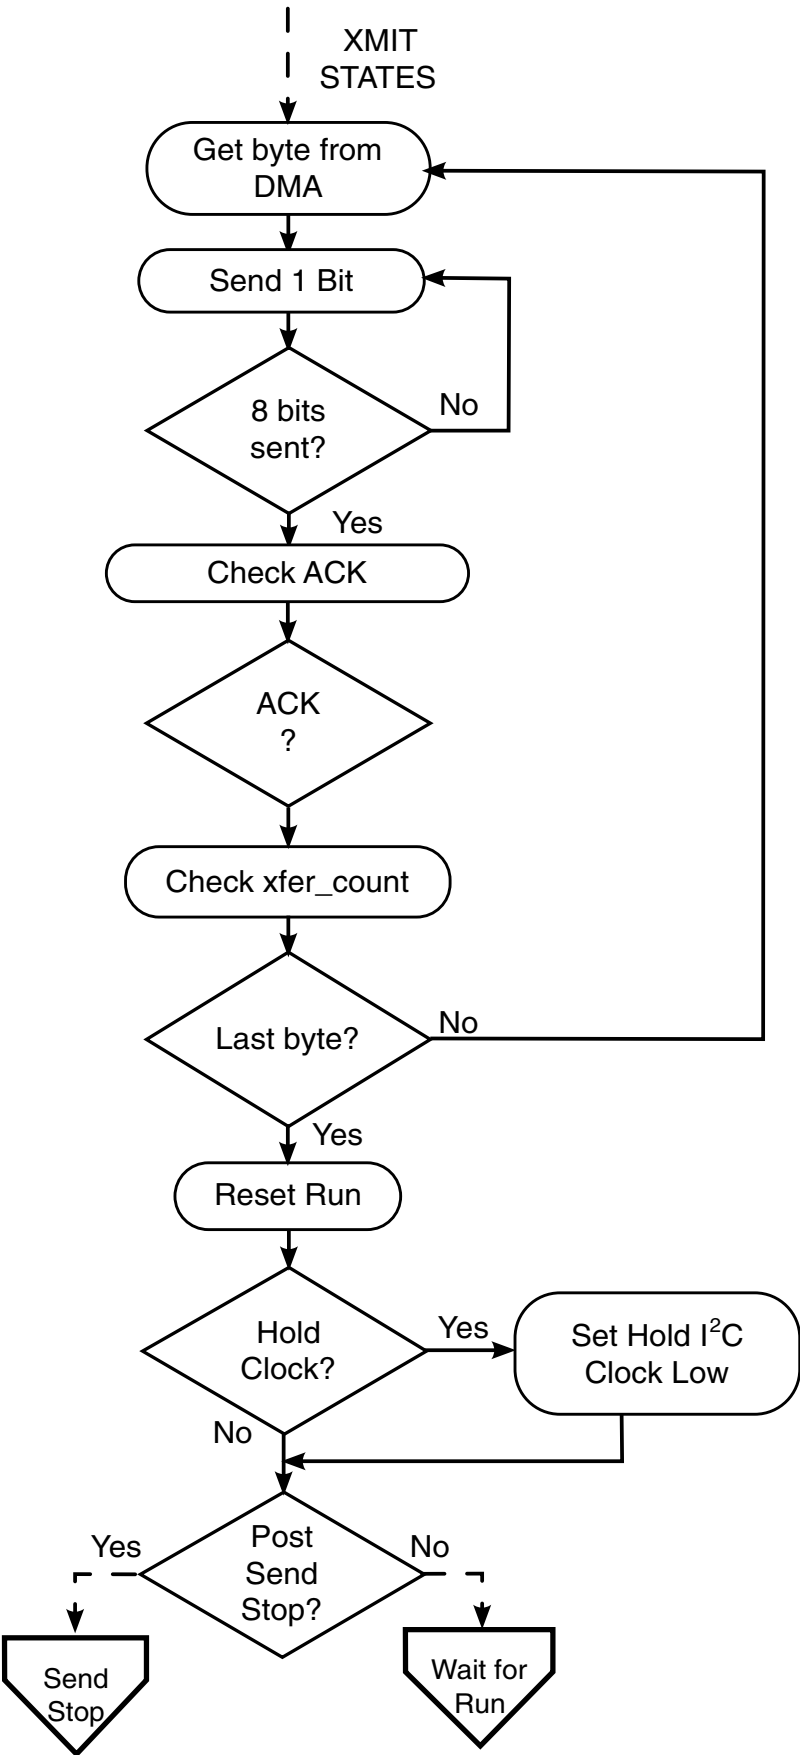 XMIT
STATES
Get byte from
DMA
Send 1 Bit
8 bits
sent?
No
Yes
Check ACK
ACK
?
Check xfer_count
Last byte?
No
Yes
Reset Run
Hold
Clock?
Yes
Set Hold I²C
Clock Low
No
Post
Send
Stop?
Yes
No
Send
Stop
Wait for
Run